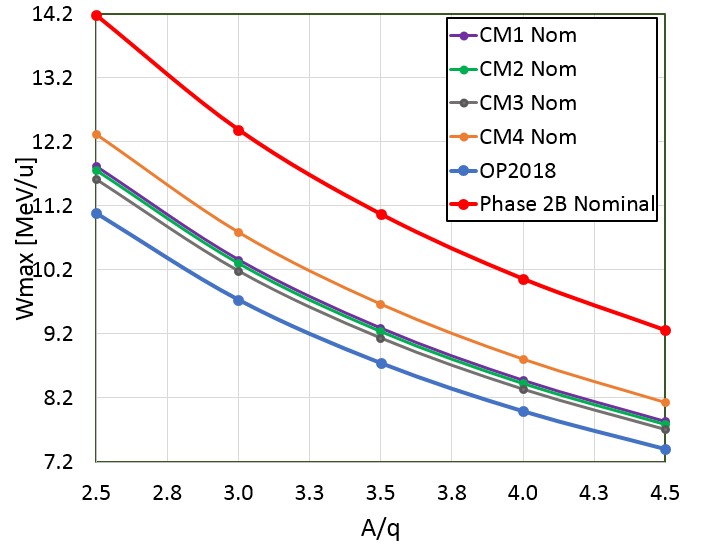 14.2
13.2
12.2
11.2
10.2
9.2
8.2
7.2
Wmax [MeV/u]
CM1 Nom
CM2 Nom
CM3 Nom
CM4 Nom
OP2018
Phase 2B Nominal
2.5 2.8 3.0 3.3 3.5 3.8 4.0 4.3 4.5
A/q